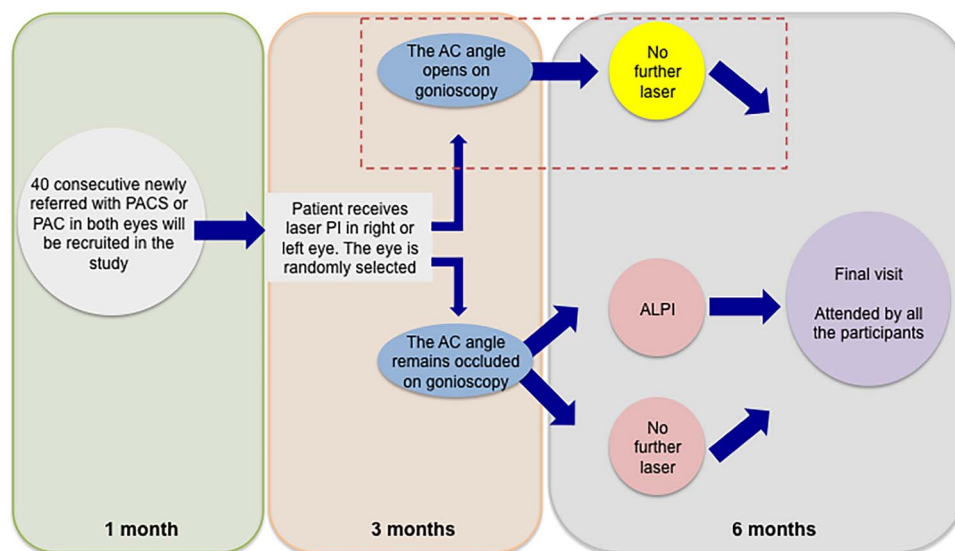 40 consecutive newly
referred with PACS or
PAC in both eyes will
be recruited in the
study
1 month
Patient receives
laser PI in right or
left eye. The eye is
randomly selected
The AC angle
opens on
gonioscopy
The AC angle
remains occluded
on gonioscopy
3 months
No
further
laser
ALPI
No
further
laser
Final visit
Attended by all
the participants
6 months